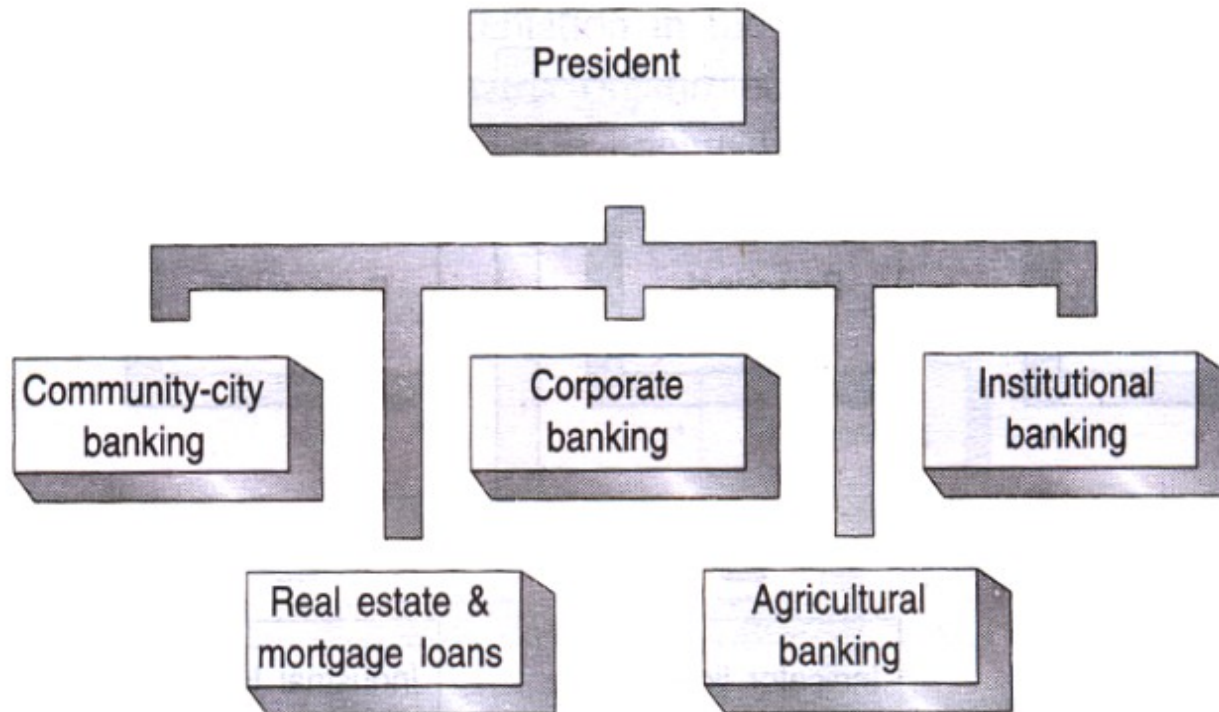 President
Community-city
banking
Corporate
banking
Institutional
banking
Real estate &
mortgage loans
Agricultural
banking